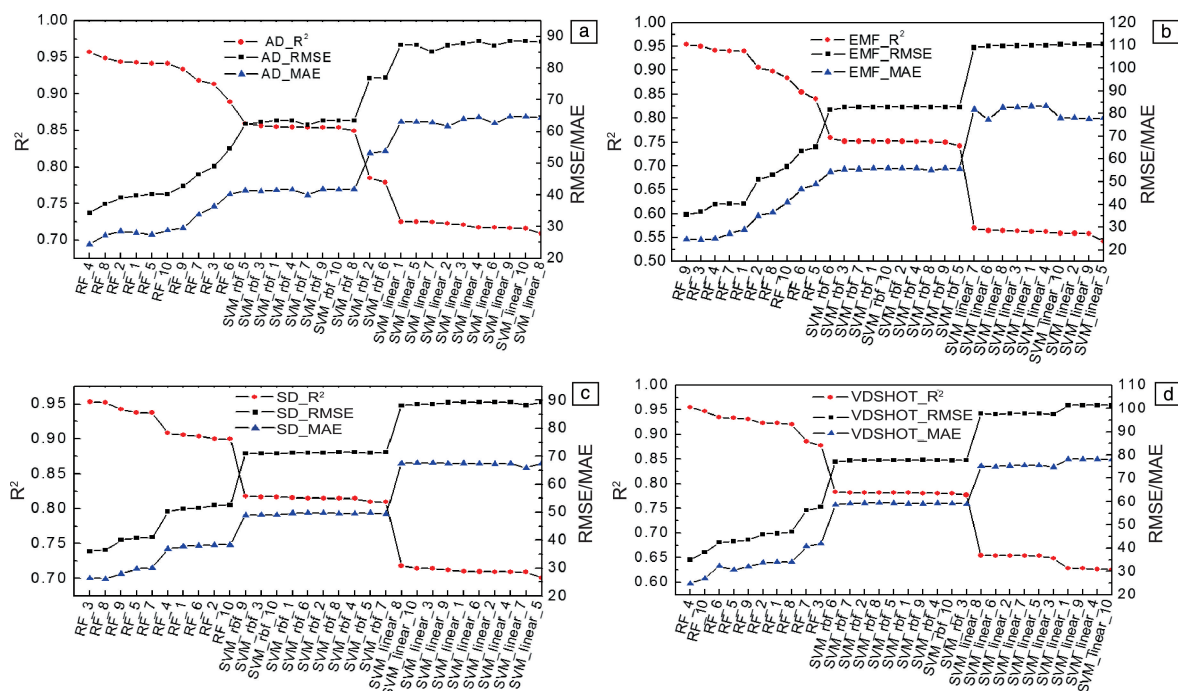 1.00
0.95
0.90
0.85
0.80
0.75
0.70
R²
AD_R²
AD_RMSE
AD_MAE
a
90
80
70
60
50
40
30
20
RMSE/MAE
RF_4
RF_8
RF_2
RF_1
RF_5
RF_10
RF_9
RF_7
RF_3
RF_6
SVM_rbf_5
SVM_rbf_3
SVM_rbf_1
SVM_rbf_4
SVM_rbf_7
SVM_rbf_9
SVM_rbf_10
SVM_rbf_8
SVM_rbf_2
SVM_rbf_6
SVM_linear_1
SVM_linear_5
SVM_linear_7
SVM_linear_2
SVM_linear_3
SVM_linear_4
SVM_linear_6
SVM_linear_9
SVM_linear_10
SVM_linear_8
1.00
0.95
0.90
0.85
0.80
0.75
0.70
0.65
0.60
0.55
0.50
R²
EMF_R²
EMF_RMSE
EMF_MAE
b
120
110
100
90
80
70
60
50
40
30
20
RMSE/MAE
RF_9
RF_3
RF_4
RF_7
RF_1
RF_2
RF_8
RF_10
RF_6
RF_5
SVM_rbf_6
SVM_rbf_3
SVM_rbf_7
SVM_rbf_1
SVM_rbf_10
SVM_rbf_2
SVM_rbf_4
SVM_rbf_8
SVM_rbf_9
SVM_rbf_5
SVM_linear_7
SVM_linear_6
SVM_linear_8
SVM_linear_3
SVM_linear_1
SVM_linear_4
SVM_linear_10
SVM_linear_2
SVM_linear_9
SVM_linear_5
0.95
0.90
0.85
0.80
0.75
0.70
R²
SD_R²
SD_RMSE
SD_MAE
c
90
80
70
60
50
40
30
20
RMSE/MAE
RF_3
RF_8
RF_9
RF_5
RF_7
RF_4
RF_1
RF_6
RF_2
RF_10
SVM_rbf_9
SVM_rbf_3
SVM_rbf_10
SVM_rbf_1
SVM_rbf_6
SVM_rbf_2
SVM_rbf_8
SVM_rbf_4
SVM_rbf_5
SVM_rbf_7
SVM_linear_8
SVM_linear_10
SVM_linear_3
SVM_linear_9
SVM_linear_1
SVM_linear_6
SVM_linear_2
SVM_linear_4
SVM_linear_7
SVM_linear_5
1.00
0.95
0.90
0.85
0.80
0.75
0.70
0.65
0.60
R²
VDSHOT_R²
VDSHOT_RMSE
VDSHOT_MAE
d
110
100
90
80
70
60
50
40
30
20
RMSE/MAE
RF_4
RF_10
RF_6
RF_5
RF_9
RF_2
RF_1
RF_8
RF_7
RF_3
SVM_rbf_6
SVM_rbf_7
SVM_rbf_2
SVM_rbf_8
SVM_rbf_5
SVM_rbf_1
SVM_rbf_9
SVM_rbf_4
SVM_rbf_10
SVM_rbf_3
SVM_linear_8
SVM_linear_6
SVM_linear_2
SVM_linear_7
SVM_linear_5
SVM_linear_3
SVM_linear_1
SVM_linear_9
SVM_linear_4
SVM_linear_10